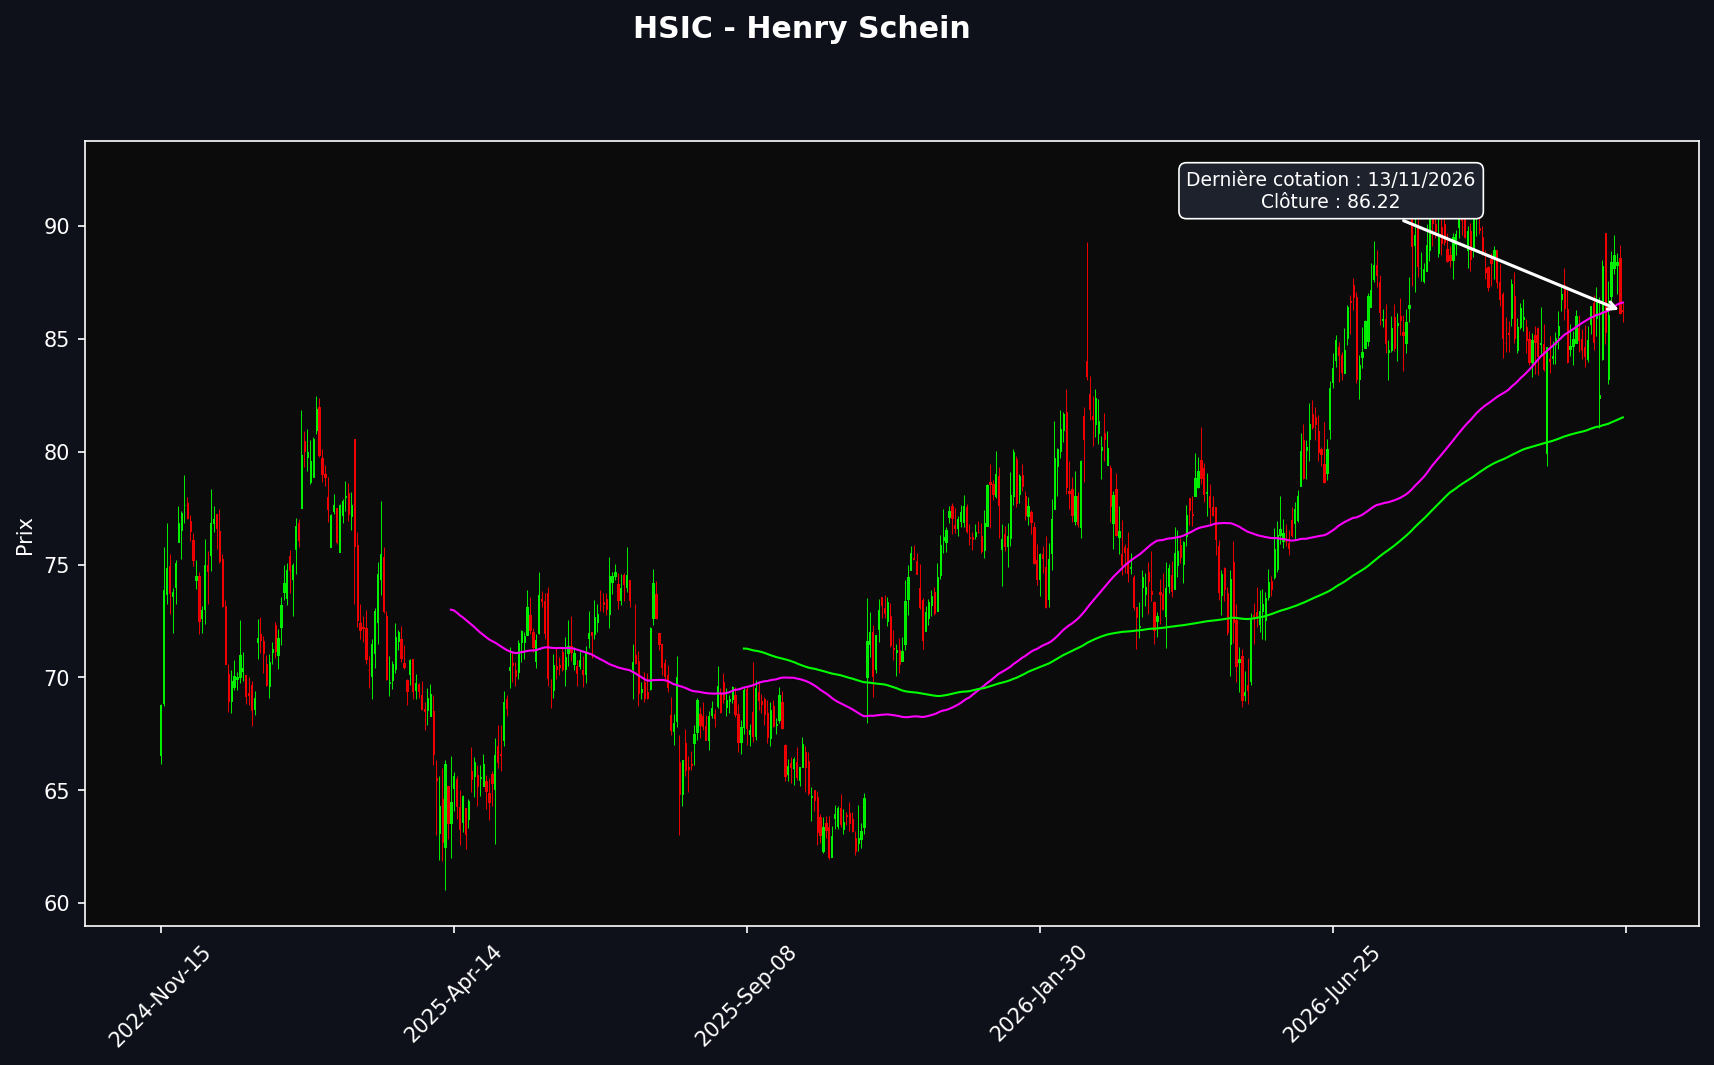 HSIC - Henry Schein
Dernière cotation : 13/11/2026
Clôture : 86.22
Prix
90
85
80
75
70
65
60
2024-Nov-15
2025-Apr-14
2025-Sep-08
2026-Jan-30
2026-Jun-25